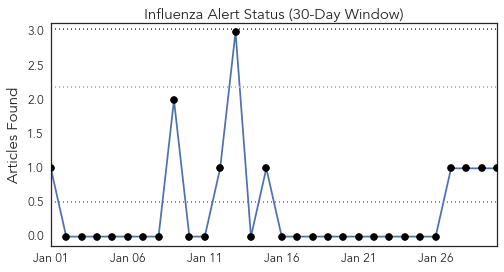 Influenza Alert Status (30-Day Window)
Articles Found
3.0
2.5
2.0
1.5
1.0
0.5
0.0
Jan 01 Jan 06 Jan 11 Jan 16 Jan 21 Jan 26